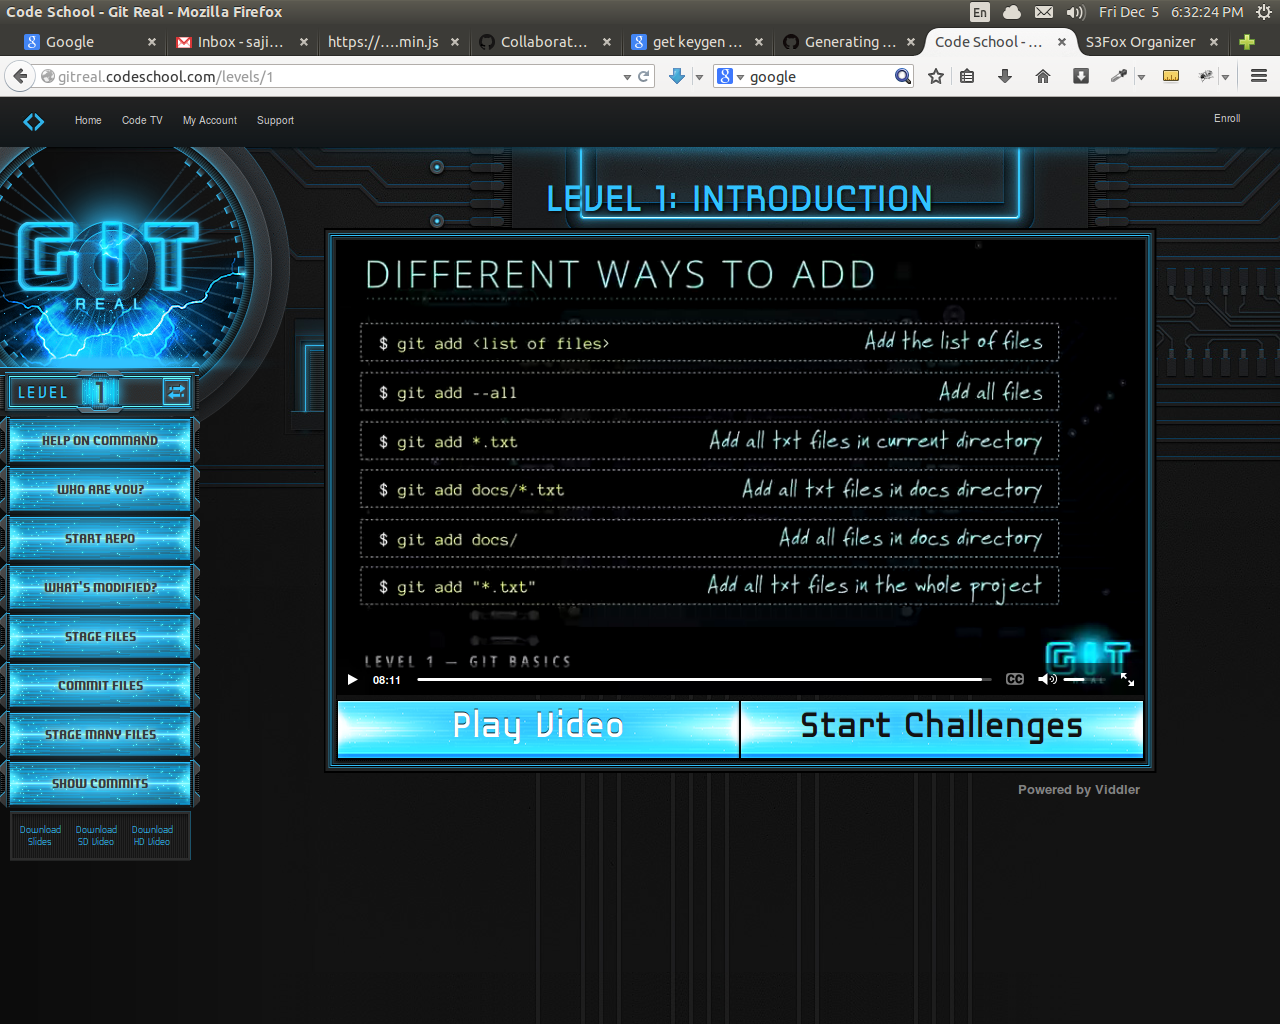 Code School - Git Real - Mozilla Firefox
En
Fri Dec 5 6:32:24 PM
Google
Inbox - saji...
https://....min.js
Collaborat...
get keygen ...
Generating ...
Code School - ...
S3Fox Organizer
gitreal.codeschool.com/levels/1
google
Home
Code TV
My Account
Support
Enroll
LEVEL 1: INTRODUCTION
GIT
REAL
DIFFERENT WAYS TO ADD
$ git add <list of files> Add the list of files
$ git add --all Add all files
$ git add *.txt Add all txt files in current directory
$ git add docs/*.txt Add all txt files in docs directory
$ git add docs/ Add all files in docs directory
$ git add "*.txt" Add all txt files in the whole project
LEVEL 1 — GIT BASICS
GIT
REAL
08:11
CC
Play Video
Start Challenges
Powered by Viddler
LEVEL 1
HELP ON COMMAND
WHO ARE YOU?
START REPO
WHAT'S MODIFIED?
STAGE FILES
COMMIT FILES
STAGE MANY FILES
SHOW COMMITS
Download Slides
Download SD Video
Download HD Video